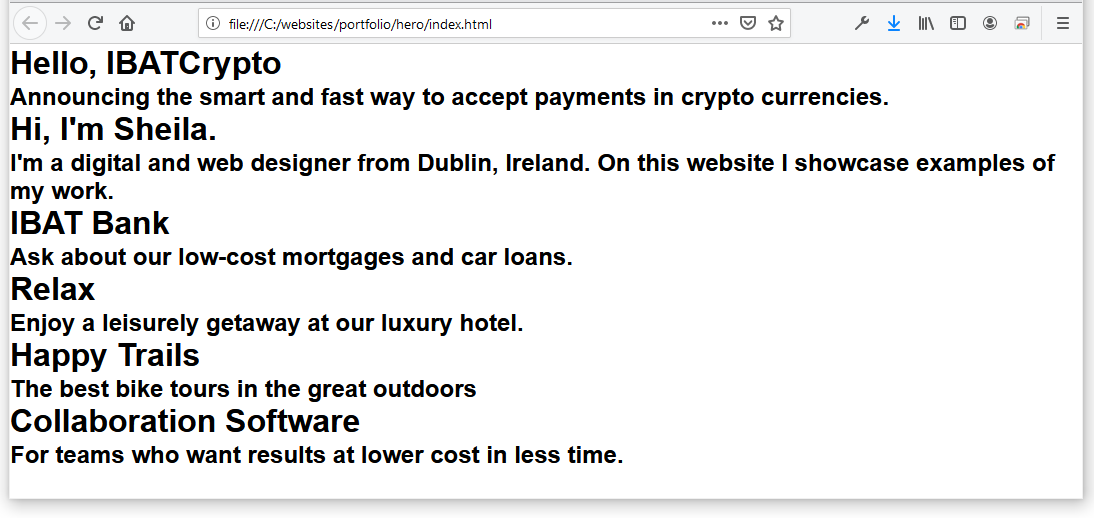 file:///C:/websites/portfolio/hero/index.html
Hello, IBATCrypto
Announcing the smart and fast way to accept payments in crypto currencies.
Hi, I'm Sheila.
I'm a digital and web designer from Dublin, Ireland. On this website I showcase examples of
my work.
IBAT Bank
Ask about our low-cost mortgages and car loans.
Relax
Enjoy a leisurely getaway at our luxury hotel.
Happy Trails
The best bike tours in the great outdoors
Collaboration Software
For teams who want results at lower cost in less time.